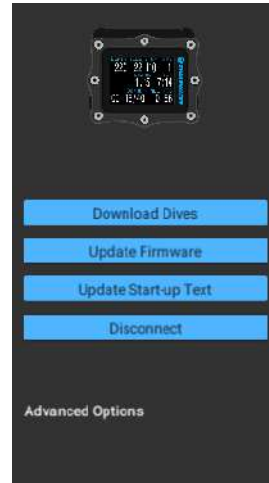 Download Dives
Update Firmware
Update Start-up Text
Disconnect
Advanced Options